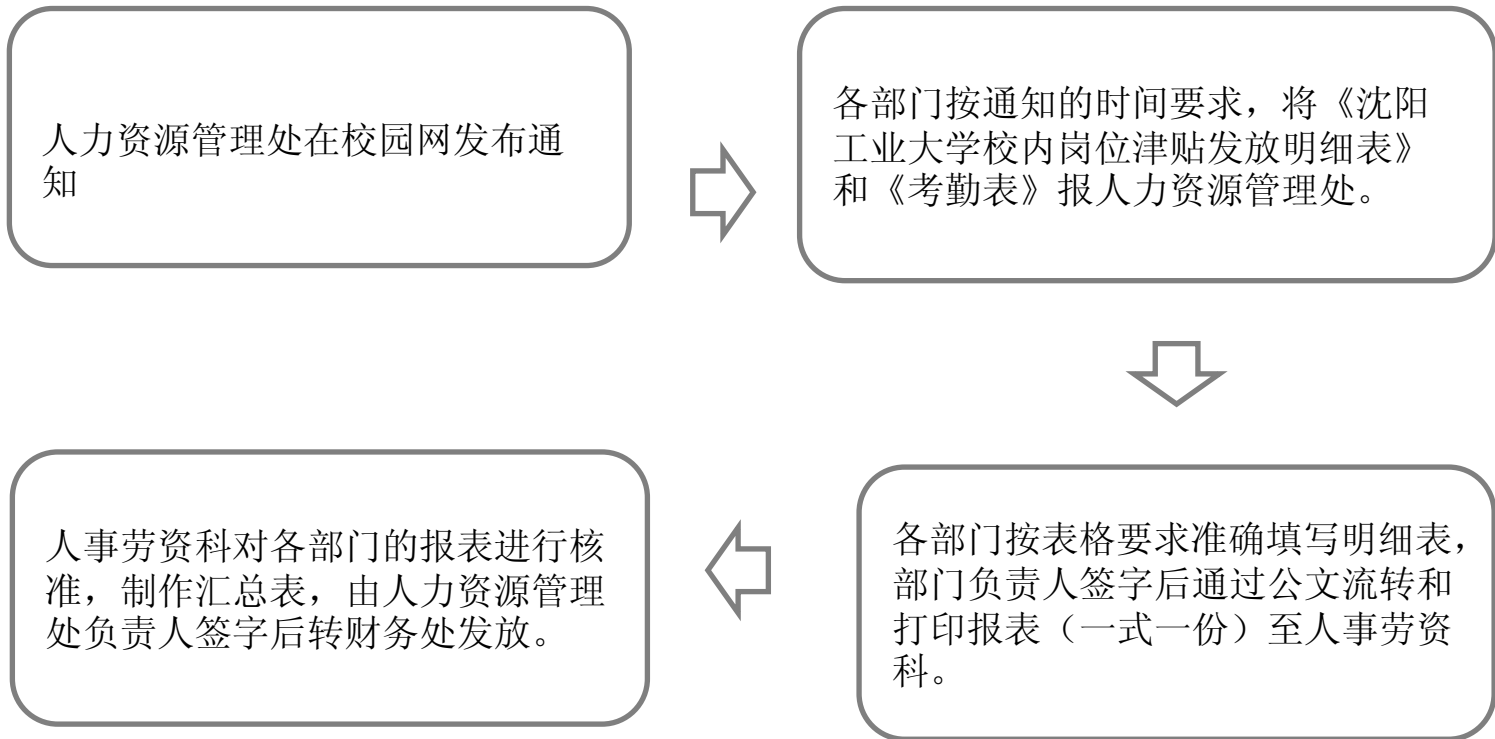 人力资源管理处在校园网发布通
知
各部门按通知的时间要求，将《沈阳
工业大学校内岗位津贴发放明细表》
和《考勤表》报人力资源管理处。
各部门按表格要求准确填写明细表，
部门负责人签字后通过公文流转和
打印报表（一式一份）至人事劳资
科。
人事劳资科对各部门的报表进行核
准，制作汇总表，由人力资源管理
处负责人签字后转财务处发放。